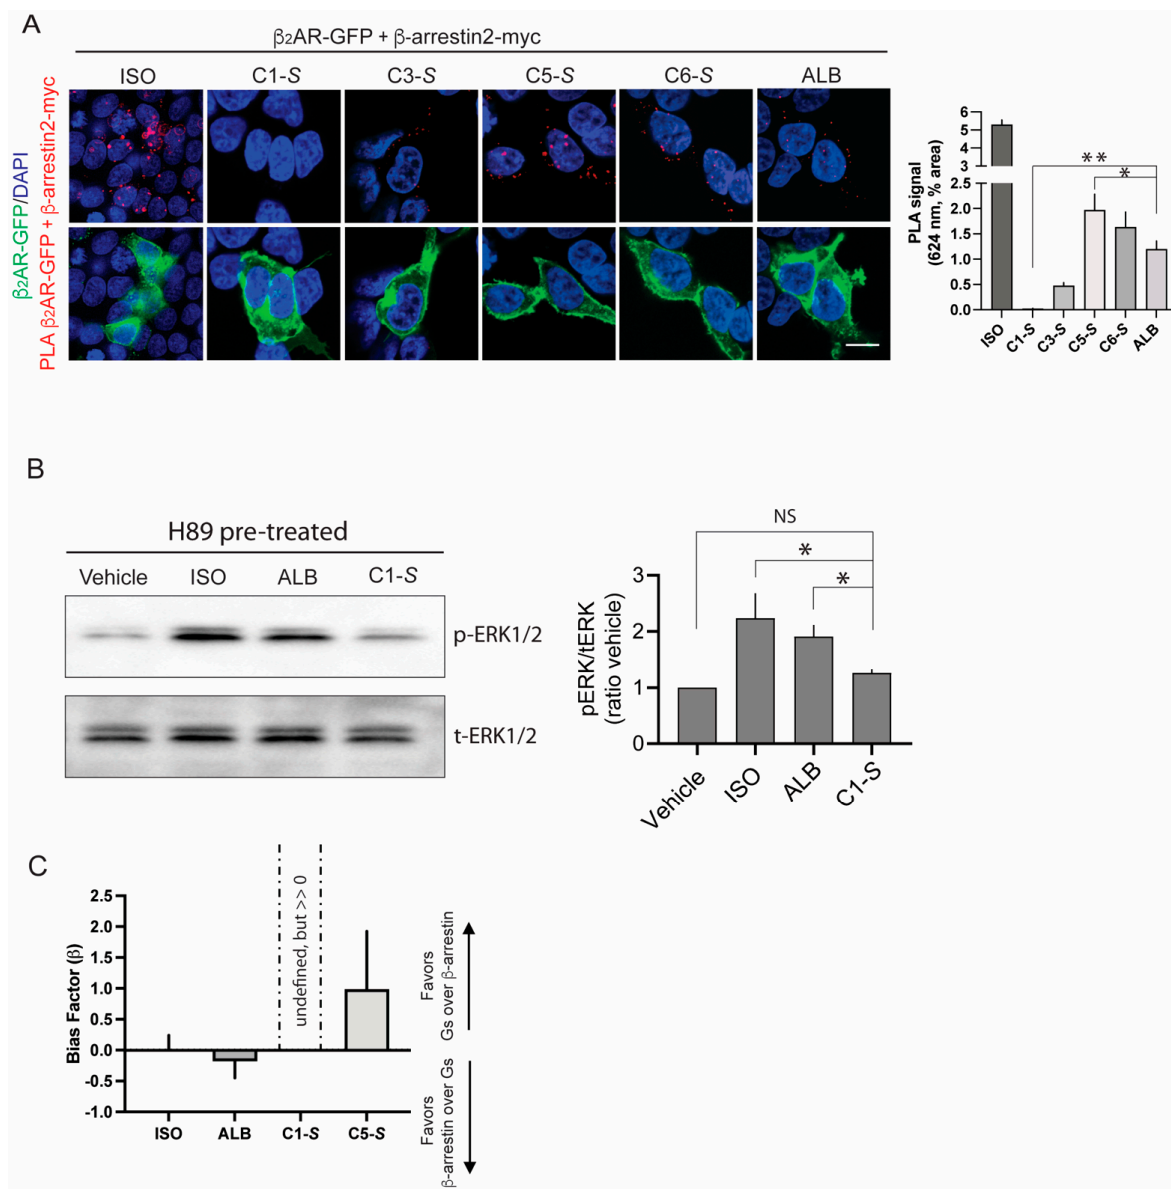 A
β2AR-GFP + β-arrestin2-myc
ISO C1-S C3-S C5-S C6-S ALB
β2AR-GFP/DAPI
PLA β2AR-GFP + β-arrestin2-myc
PLA signal
(624 nm, % area)
6
5
4
3
2.5
2.0
1.5
1.0
0.5
0.0
**
*
ISO C1-S C3-S C5-S C6-S ALB
B
H89 pre-treated
Vehicle ISO ALB C1-S
p-ERK1/2
t-ERK1/2
pERK/tERK
(ratio vehicle)
3
2
1
0
NS
*
*
Vehicle ISO ALB C1-S
C
Bias Factor (β)
2.5
2.0
1.5
1.0
0.5
0.0
-0.5
-1.0
undefined, but >> 0
ISO ALB C1-S C5-S
Favors
Gs over β-arrestin
Favors
β-arrestin over Gs